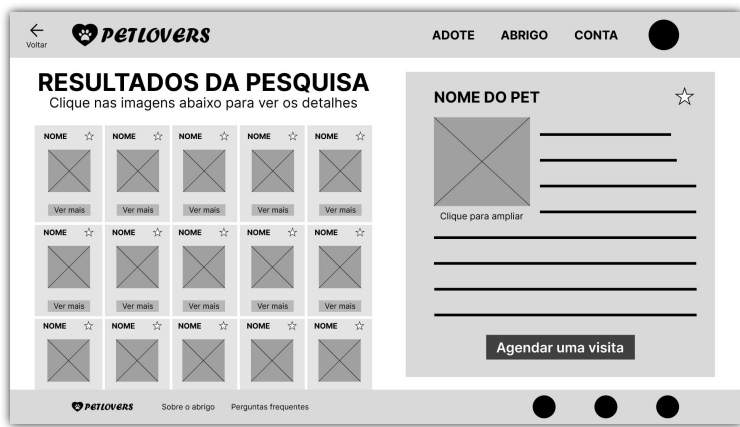 Voltar
PETLOVERS
ADOTE ABRIGO CONTA
RESULTADOS DA PESQUISA
Clique nas imagens abaixo para ver os detalhes
NOME NOME NOME NOME NOME
Ver mais Ver mais Ver mais Ver mais Ver mais
NOME NOME NOME NOME NOME
Ver mais Ver mais Ver mais Ver mais Ver mais
NOME NOME NOME NOME NOME
NOME DO PET
Clique para ampliar
Agendar uma visita
PETLOVERS Sobre o abrigo Perguntas frequentes